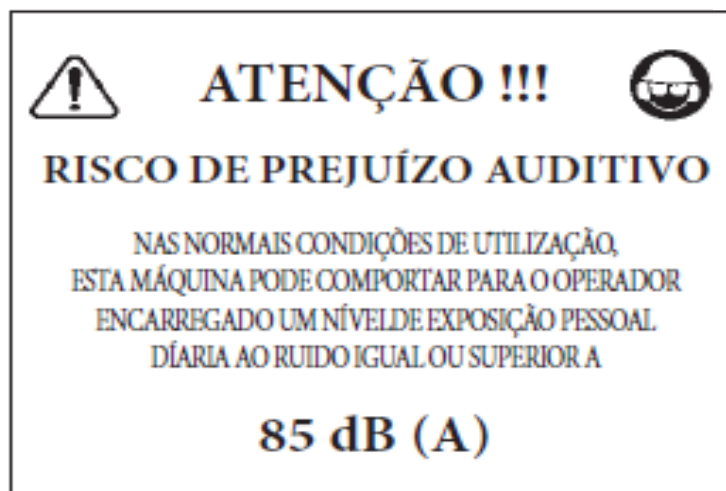 ATENÇÃO !!!
RISCO DE PREJUÍZO AUDITIVO
NAS NORMAIS CONDIÇÕES DE UTILIZAÇÃO,
ESTA MÁQUINA PODE COMPORTAR PARA O OPERADOR
ENCARREGADO UM NÍVELDE EXPOSIÇÃO PESSOAL
DÍARIA AO RUIDO IGUAL OU SUPERIOR A
85 dB (A)